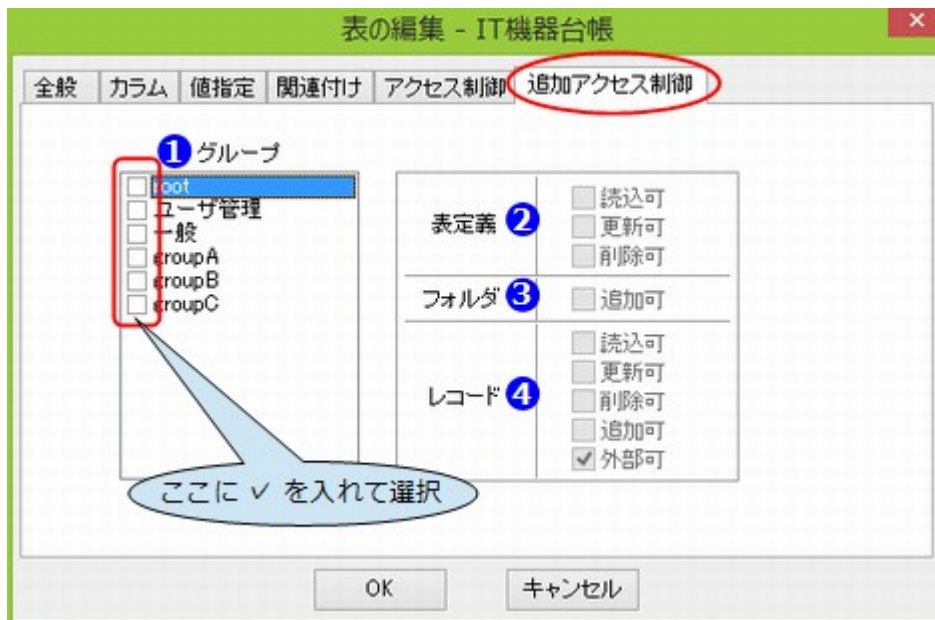 表の編集 - IT機器台帳
全般 カラム 値指定 関連付け アクセス制御 追加アクセス制御
1 グループ
root
ユーザ管理
一般
groupA
groupB
groupC
表定義 2
読込可
更新可
削除可
フォルダ 3
追加可
レコード 4
読込可
更新可
削除可
追加可
外部可
ここに ✓ を入れて選択
OK キャンセル